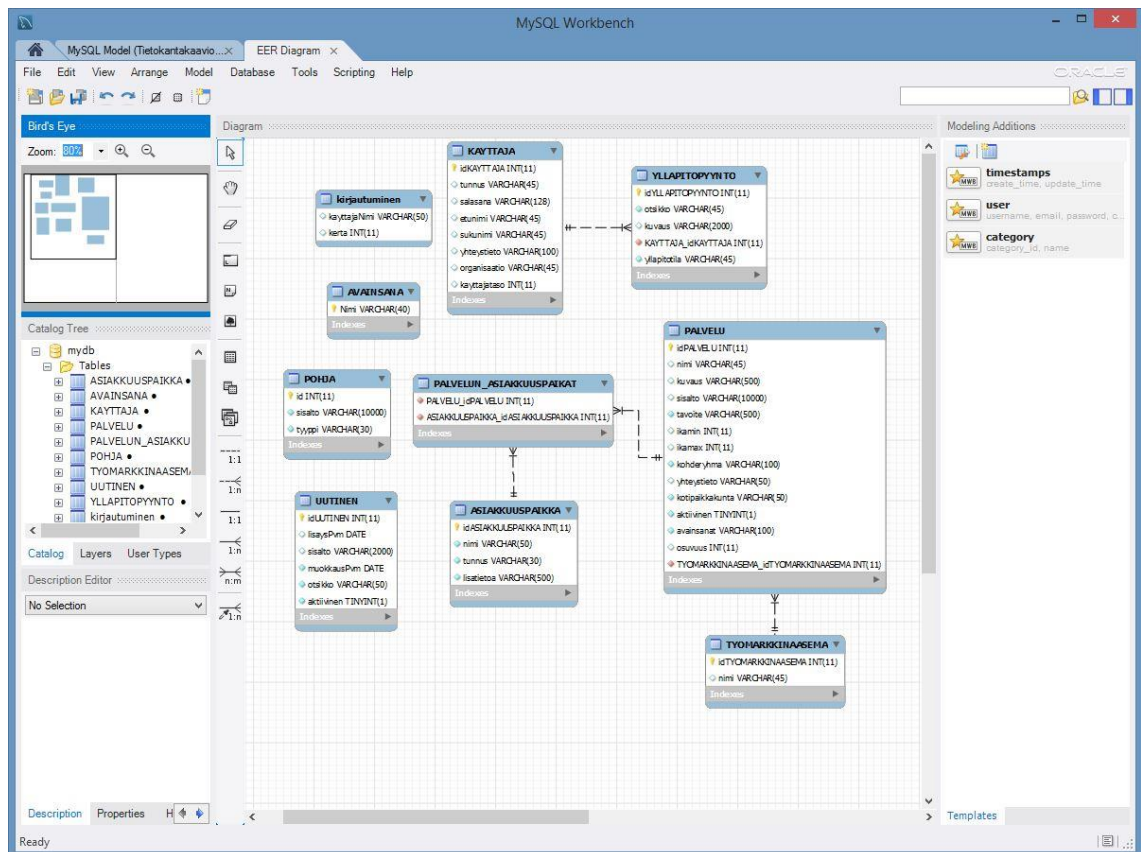 MySQL Workbench
MySQL Model (Tietokantakaavio...×
EER Diagram ×
File Edit View Arrange Model Database Tools Scripting Help
ORACLE
Bird's Eye
Zoom: 80%
Catalog Tree
mydb
Tables
ASIAKKUUSPAIKKA
AVAINSANA
KAYTTAJA
PALVELU
PALVELUN_ASIAKKU
POHJA
TYOMARKKINAASEM
UUTINEN
YLLAPITOPYYNTO
kirjautuminen
Catalog Layers User Types
Description Editor
No Selection
Description Properties H
Ready
Diagram
1:1
1:n
1:1
1:n
n:m
1:n
kirjautuminen
kayttajaNimi VARCHAR(50)
kerta INT(11)
AVAINSANA
Nimi VARCHAR(40)
Indexes
KAYTTAJA
idKAYTTAJA INT(11)
tunnus VARCHAR(45)
salasana VARCHAR(128)
etunimi VARCHAR(45)
sukunimi VARCHAR(45)
yhteystieto VARCHAR(100)
organisaatio VARCHAR(45)
kayttajataso INT(11)
Indexes
YLLAPITOPYYNTO
idYLLAPITOPYYNTO INT(11)
otsikko VARCHAR(45)
kuvaus VARCHAR(2000)
KAYTTAJA_idKAYTTAJA INT(11)
yllapitotila VARCHAR(45)
Indexes
POHJA
id INT(11)
sisalto VARCHAR(10000)
tyyppi VARCHAR(30)
Indexes
PALVELUN_ASIAKKUUSPAIKAT
PALVELU_idPALVELU INT(11)
ASIAKKUUSPAIKKA_idASIAKKUUSPAIKKA INT(11)
Indexes
PALVELU
idPALVELU INT(11)
nimi VARCHAR(45)
kuvaus VARCHAR(500)
sisalto VARCHAR(10000)
tavoite VARCHAR(500)
ikamin INT(11)
ikamax INT(11)
kohderyhma VARCHAR(100)
yhteystieto VARCHAR(50)
kotipaikkakunta VARCHAR(50)
aktiivinen TINYINT(1)
avainsanat VARCHAR(100)
osuvuus INT(11)
TYOMARKKINAASEMA_idTYOMARKKINAASEMA INT(11)
Indexes
UUTINEN
idUUTINEN INT(11)
lisaysPvm DATE
sisalto VARCHAR(2000)
muokkausPvm DATE
otsikko VARCHAR(50)
aktiivinen TINYINT(1)
Indexes
ASIAKKUUSPAIKKA
idASIAKKUUSPAIKKA INT(11)
nimi VARCHAR(50)
tunnus VARCHAR(30)
lisatietoa VARCHAR(500)
Indexes
TYOMARKKINAASEMA
idTYOMARKKINAASEMA INT(11)
nimi VARCHAR(45)
Indexes
Modeling Additions
timestamps
create_time, update_time
user
username, email, password, c...
category
category_id, name
Templates